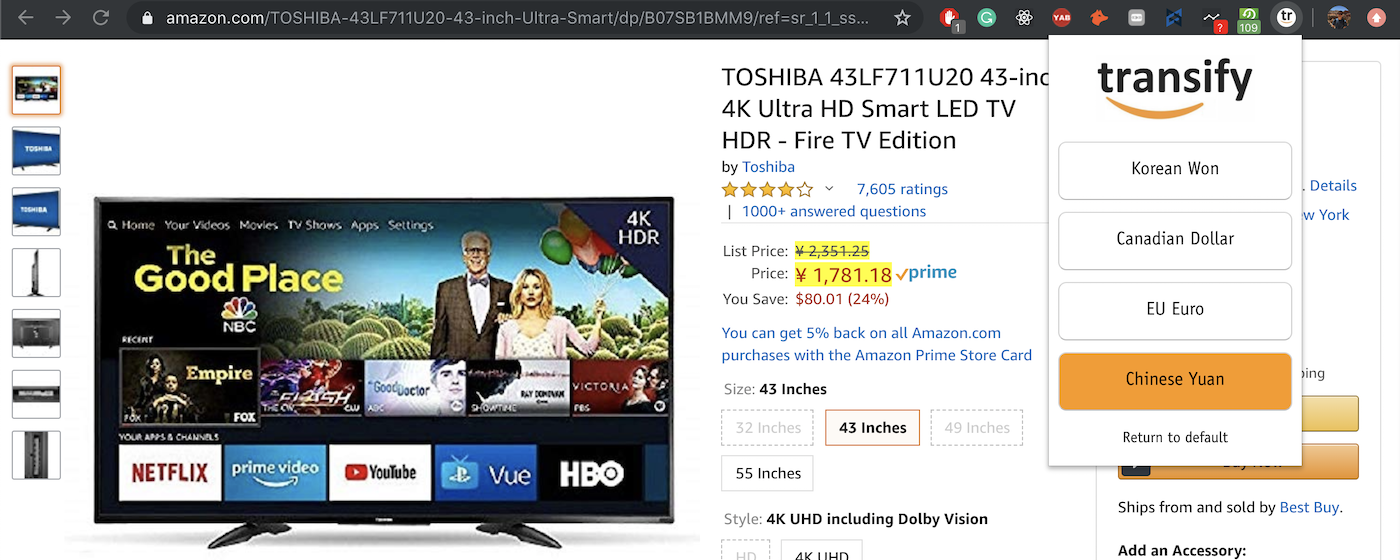 amazon.com/TOSHIBA-43LF711U20-43-inch-Ultra-Smart/dp/B07SB1BMM9/ref=sr_1_1_ss...
1
YAB
?
109
tr
transify
Korean Won
Canadian Dollar
EU Euro
Chinese Yuan
Return to default
TOSHIBA
TOSHIBA
Home Your Videos Movies TV Shows Apps Settings
4K
HDR
The
Good Place
NBC
RECENT
Empire
FOX
FOX
THE CW
CW
The Good Doctor
ABC
RAY DONOVAN
SHOWTIME
VICTORIA
PBS
YOUR APPS & CHANNELS
NETFLIX
prime video
YouTube
Vue
HBO
TOSHIBA 43LF711U20 43-inc
4K Ultra HD Smart LED TV
HDR - Fire TV Edition
by Toshiba
7,605 ratings
| 1000+ answered questions
List Price: ¥ 2,351.25
Price: ¥ 1,781.18 prime
You Save: $80.01 (24%)
You can get 5% back on all Amazon.com
purchases with the Amazon Prime Store Card
Size: 43 Inches
32 Inches
43 Inches
49 Inches
55 Inches
Style: 4K UHD including Dolby Vision
HD
4K UHD
. Details
w York
ping
Ships from and sold by Best Buy.
Add an Accessory: